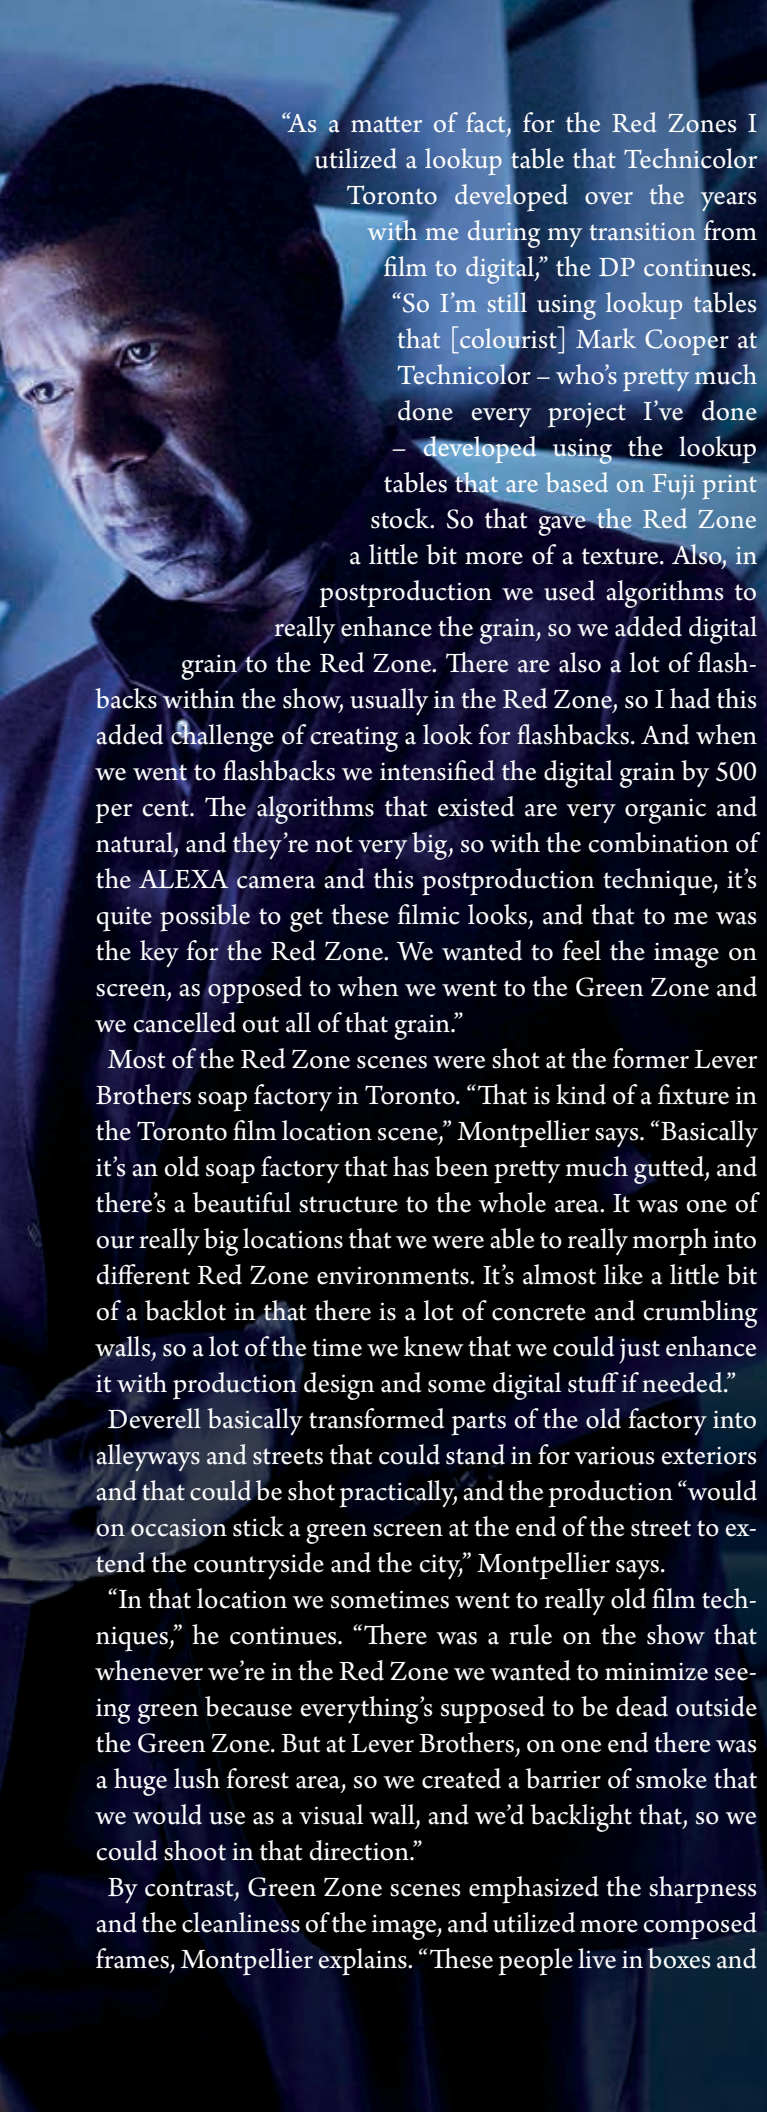 “As a matter of fact, for the Red Zones I
utilized a lookup table that Technicolor
Toronto developed over the years
with me during my transition from
film to digital,” the DP continues.
“So I’m still using lookup tables
that [colourist] Mark Cooper at
Technicolor – who’s pretty much
done every project I’ve done
– developed using the lookup
tables that are based on Fuji print
stock. So that gave the Red Zone
a little bit more of a texture. Also, in
postproduction we used algorithms to
really enhance the grain, so we added digital
grain to the Red Zone. There are also a lot of flash-
backs within the show, usually in the Red Zone, so I had this
added challenge of creating a look for flashbacks. And when
we went to flashbacks we intensified the digital grain by 500
per cent. The algorithms that existed are very organic and
natural, and they’re not very big, so with the combination of
the ALEXA camera and this postproduction technique, it’s
quite possible to get these filmic looks, and that to me was
the key for the Red Zone. We wanted to feel the image on
screen, as opposed to when we went to the Green Zone and
we cancelled out all of that grain.”
Most of the Red Zone scenes were shot at the former Lever
Brothers soap factory in Toronto. “That is kind of a fixture in
the Toronto film location scene,” Montpellier says. “Basically
it’s an old soap factory that has been pretty much gutted, and
there’s a beautiful structure to the whole area. It was one of
our really big locations that we were able to really morph into
different Red Zone environments. It’s almost like a little bit
of a backlot in that there is a lot of concrete and crumbling
walls, so a lot of the time we knew that we could just enhance
it with production design and some digital stuff if needed.”
Deverell basically transformed parts of the old factory into
alleyways and streets that could stand in for various exteriors
and that could be shot practically, and the production “would
on occasion stick a green screen at the end of the street to ex-
tend the countryside and the city,” Montpellier says.
“In that location we sometimes went to really old film tech-
niques,” he continues. “There was a rule on the show that
whenever we’re in the Red Zone we wanted to minimize see-
ing green because everything’s supposed to be dead outside
the Green Zone. But at Lever Brothers, on one end there was
a huge lush forest area, so we created a barrier of smoke that
we would use as a visual wall, and we’d backlight that, so we
could shoot in that direction.”
By contrast, Green Zone scenes emphasized the sharpness
and the cleanliness of the image, and utilized more composed
frames, Montpellier explains. “These people live in boxes and